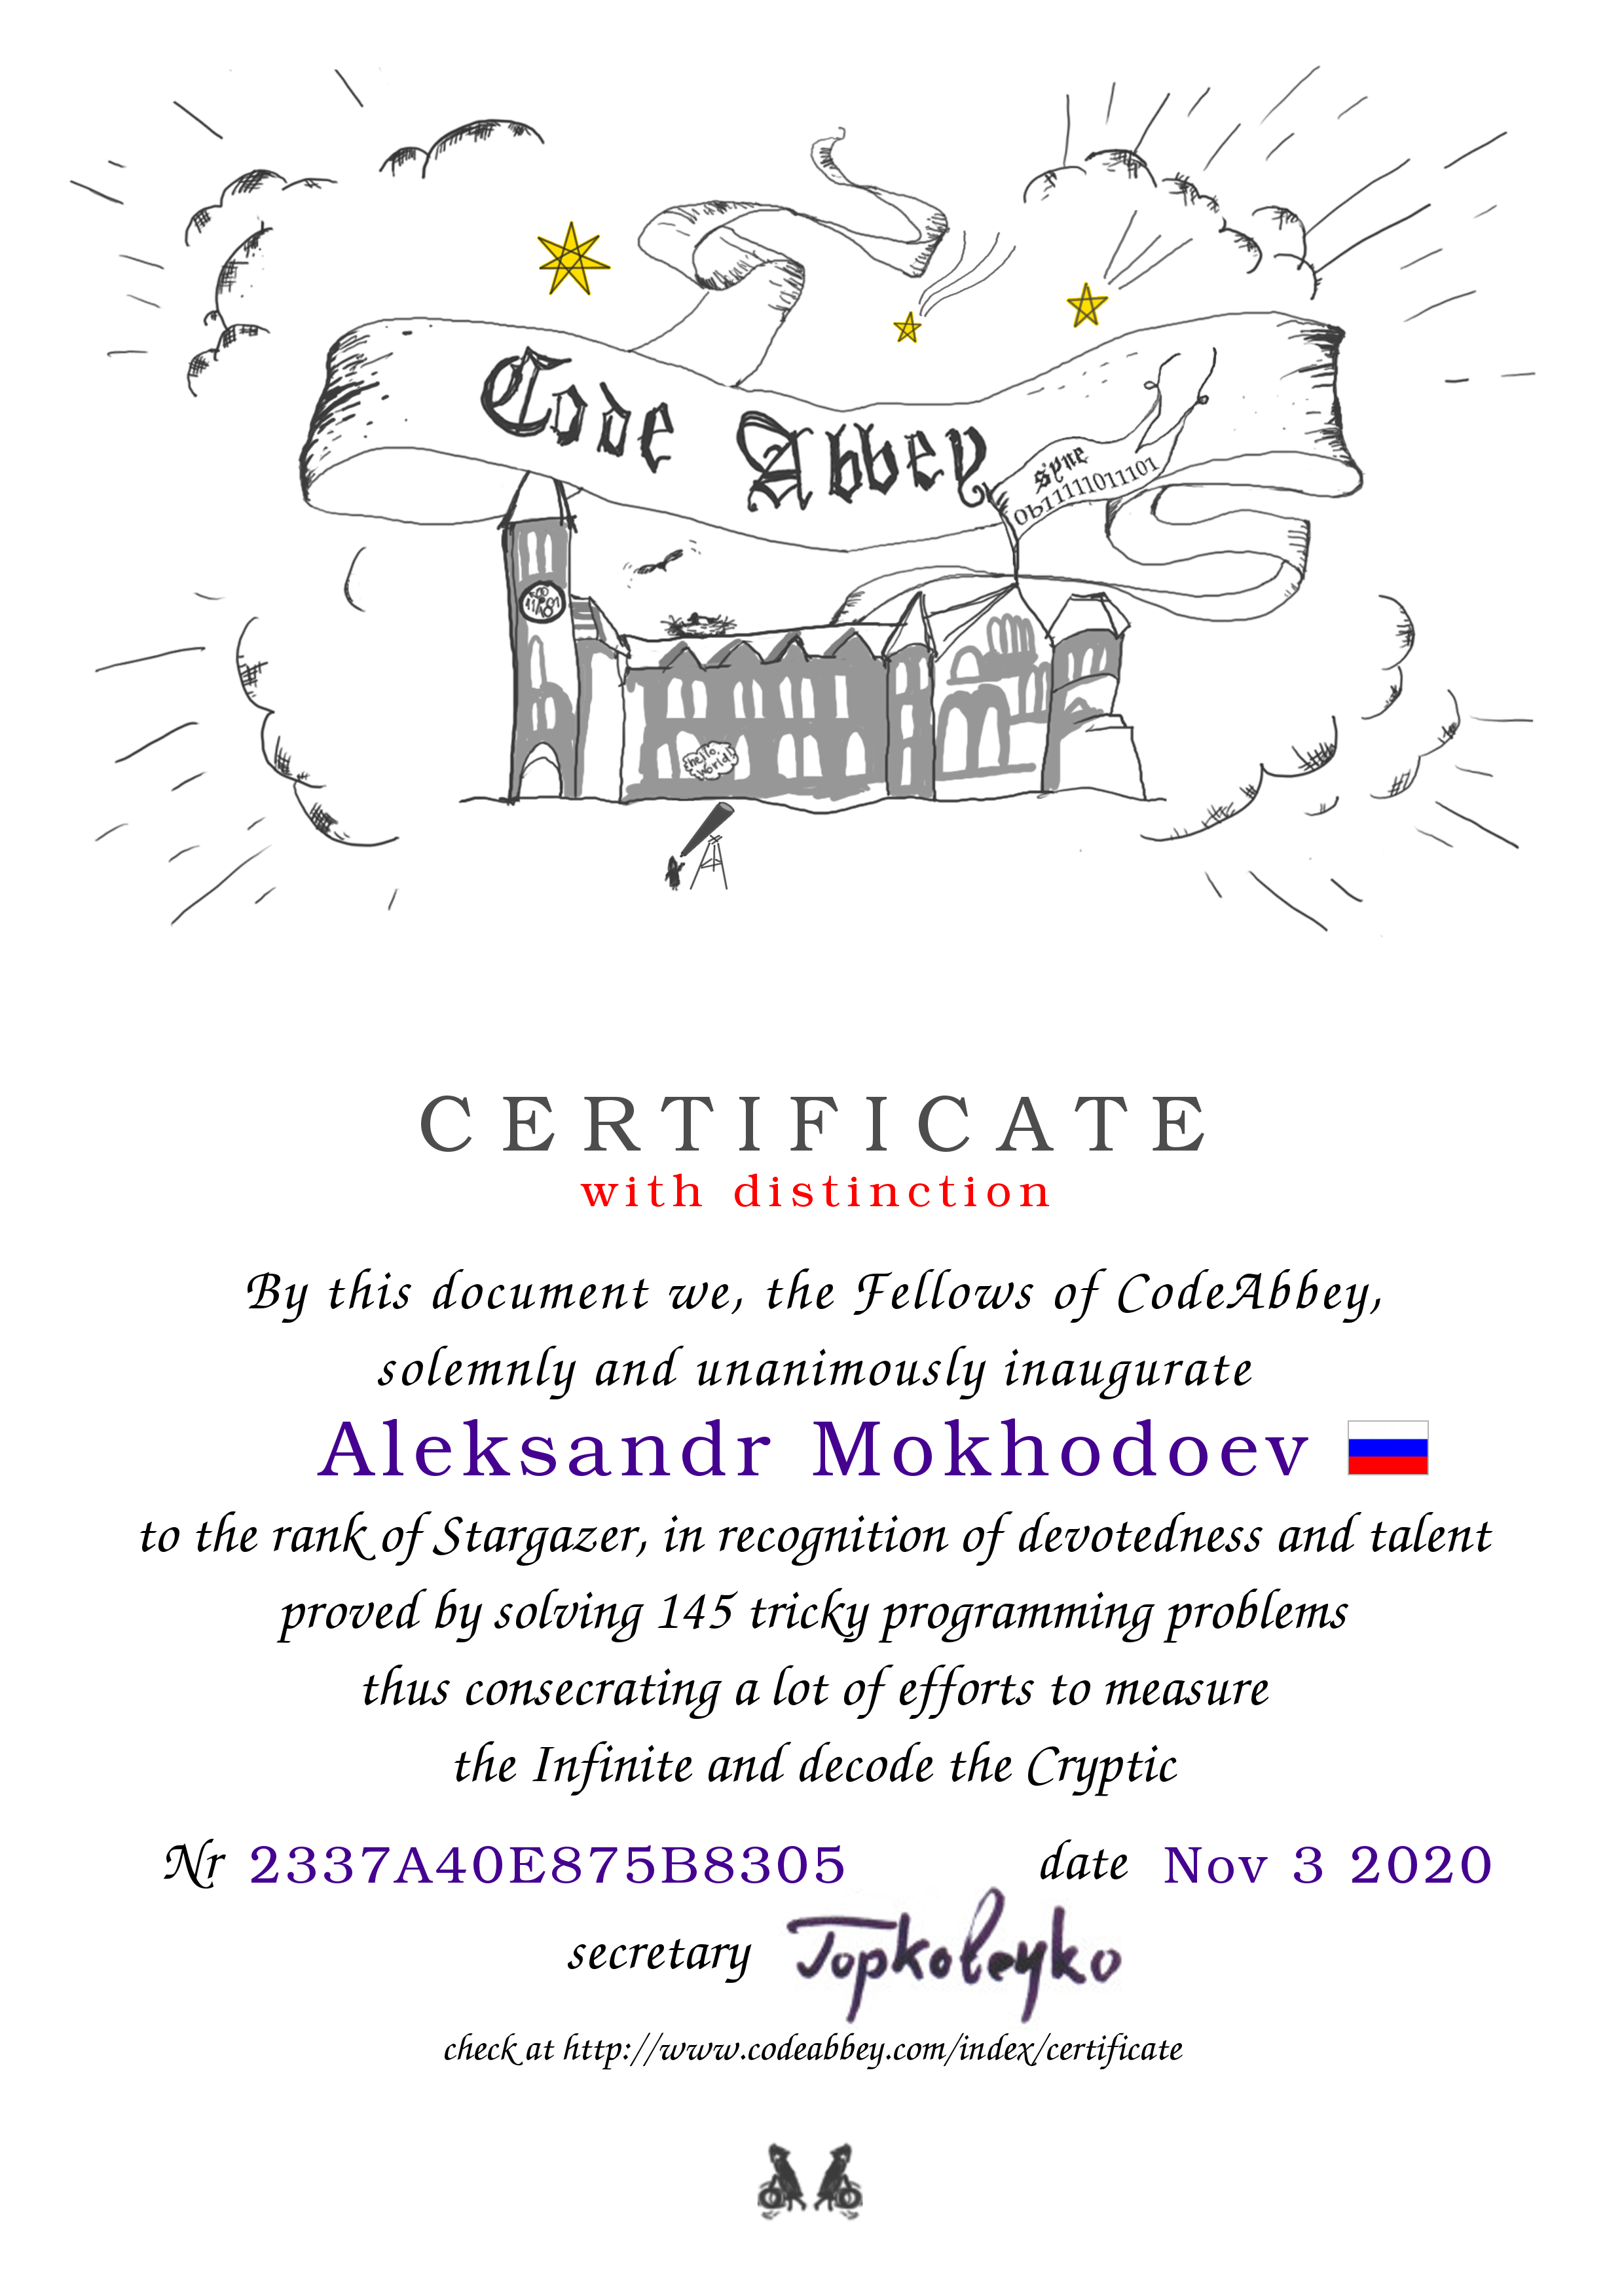 Code Abbey
syne
0b11111011101
hello,
world!
CERTIFICATE
with distinction
By this document we, the Fellows of CodeAbbey,
solemnly and unanimously inaugurate
Aleksandr Mokhodoev
to the rank of Stargazer, in recognition of devotedness and talent
proved by solving 145 tricky programming problems
thus consecrating a lot of efforts to measure
the Infinite and decode the Cryptic
Nr 2337A40E875B8305 date Nov 3 2020
secretary
check at http://www.codeabbey.com/index/certificate